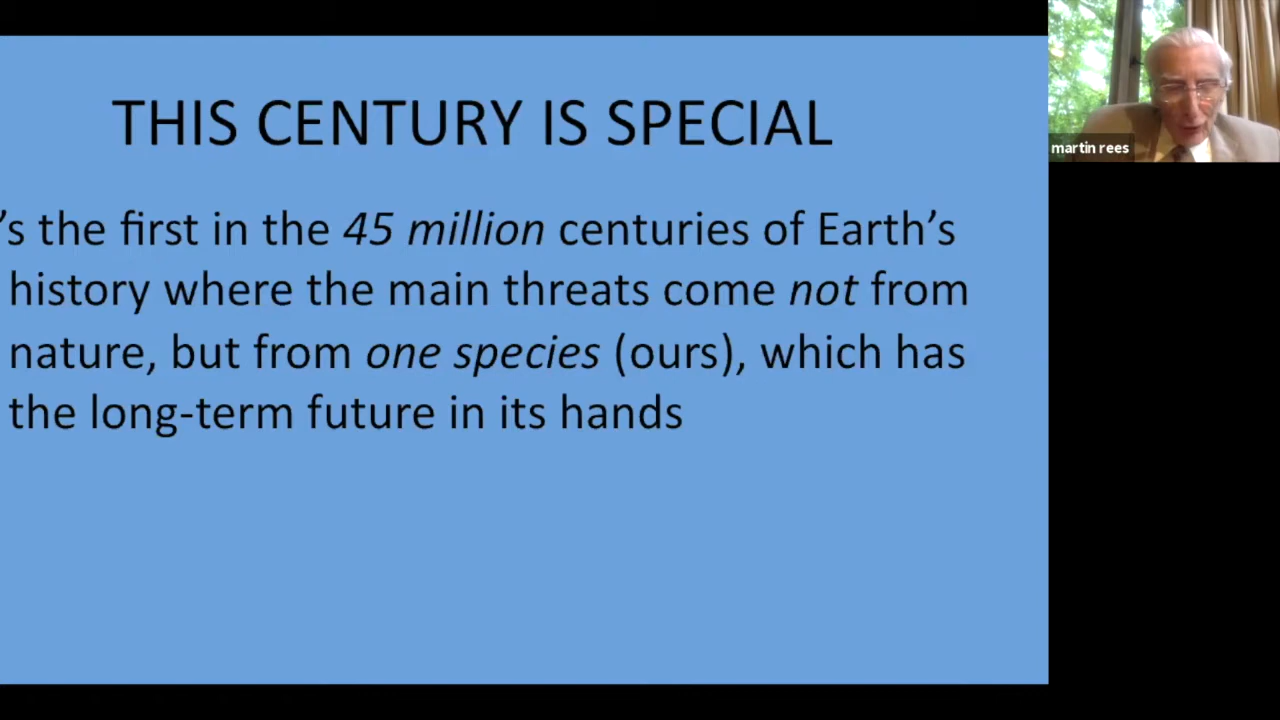 THIS CENTURY IS SPECIAL
’s the first in the 45 million centuries of Earth’s
history where the main threats come not from
nature, but from one species (ours), which has
the long-term future in its hands
martin rees